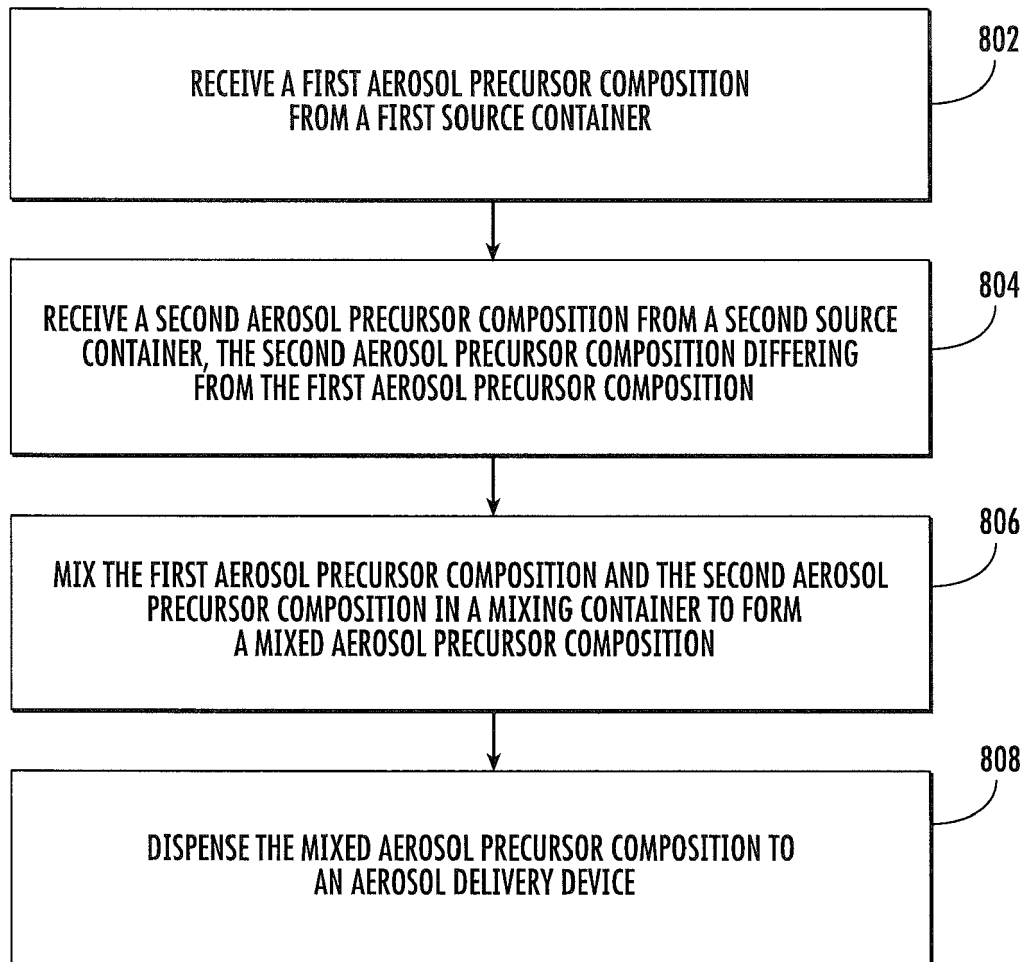 802
RECEIVE A FIRST AEROSOL PRECURSOR COMPOSITION
FROM A FIRST SOURCE CONTAINER
804
RECEIVE A SECOND AEROSOL PRECURSOR COMPOSITION FROM A SECOND SOURCE
CONTAINER, THE SECOND AEROSOL PRECURSOR COMPOSITION DIFFERING
FROM THE FIRST AEROSOL PRECURSOR COMPOSITION
806
MIX THE FIRST AEROSOL PRECURSOR COMPOSITION AND THE SECOND AEROSOL
PRECURSOR COMPOSITION IN A MIXING CONTAINER TO FORM
A MIXED AEROSOL PRECURSOR COMPOSITION
808
DISPENSE THE MIXED AEROSOL PRECURSOR COMPOSITION TO
AN AEROSOL DELIVERY DEVICE